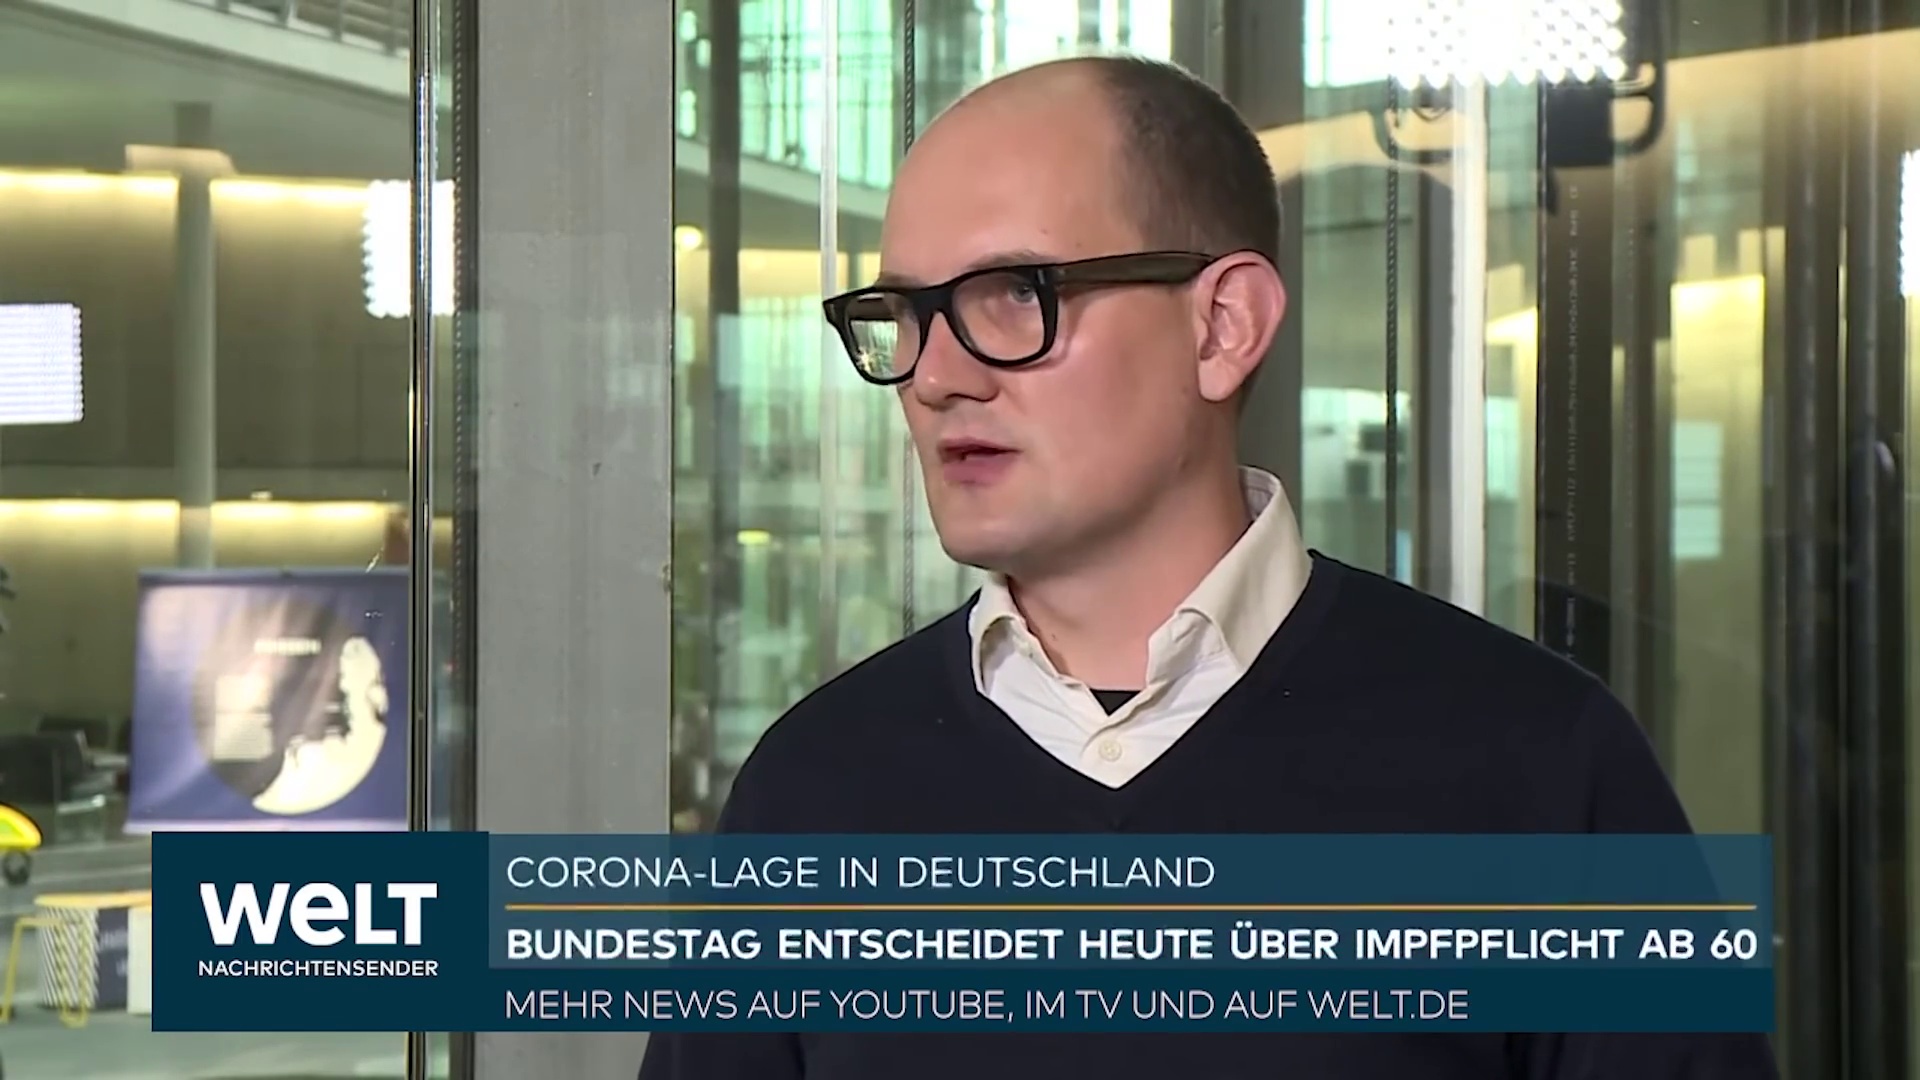 CORONA-LAGE IN DEUTSCHLAND
BUNDESTAG ENTSCHEIDET HEUTE ÜBER IMPFPFLICHT AB 60
MEHR NEWS AUF YOUTUBE, IM TV UND AUF WELT.DE
WELT
NACHRICHTENSENDER